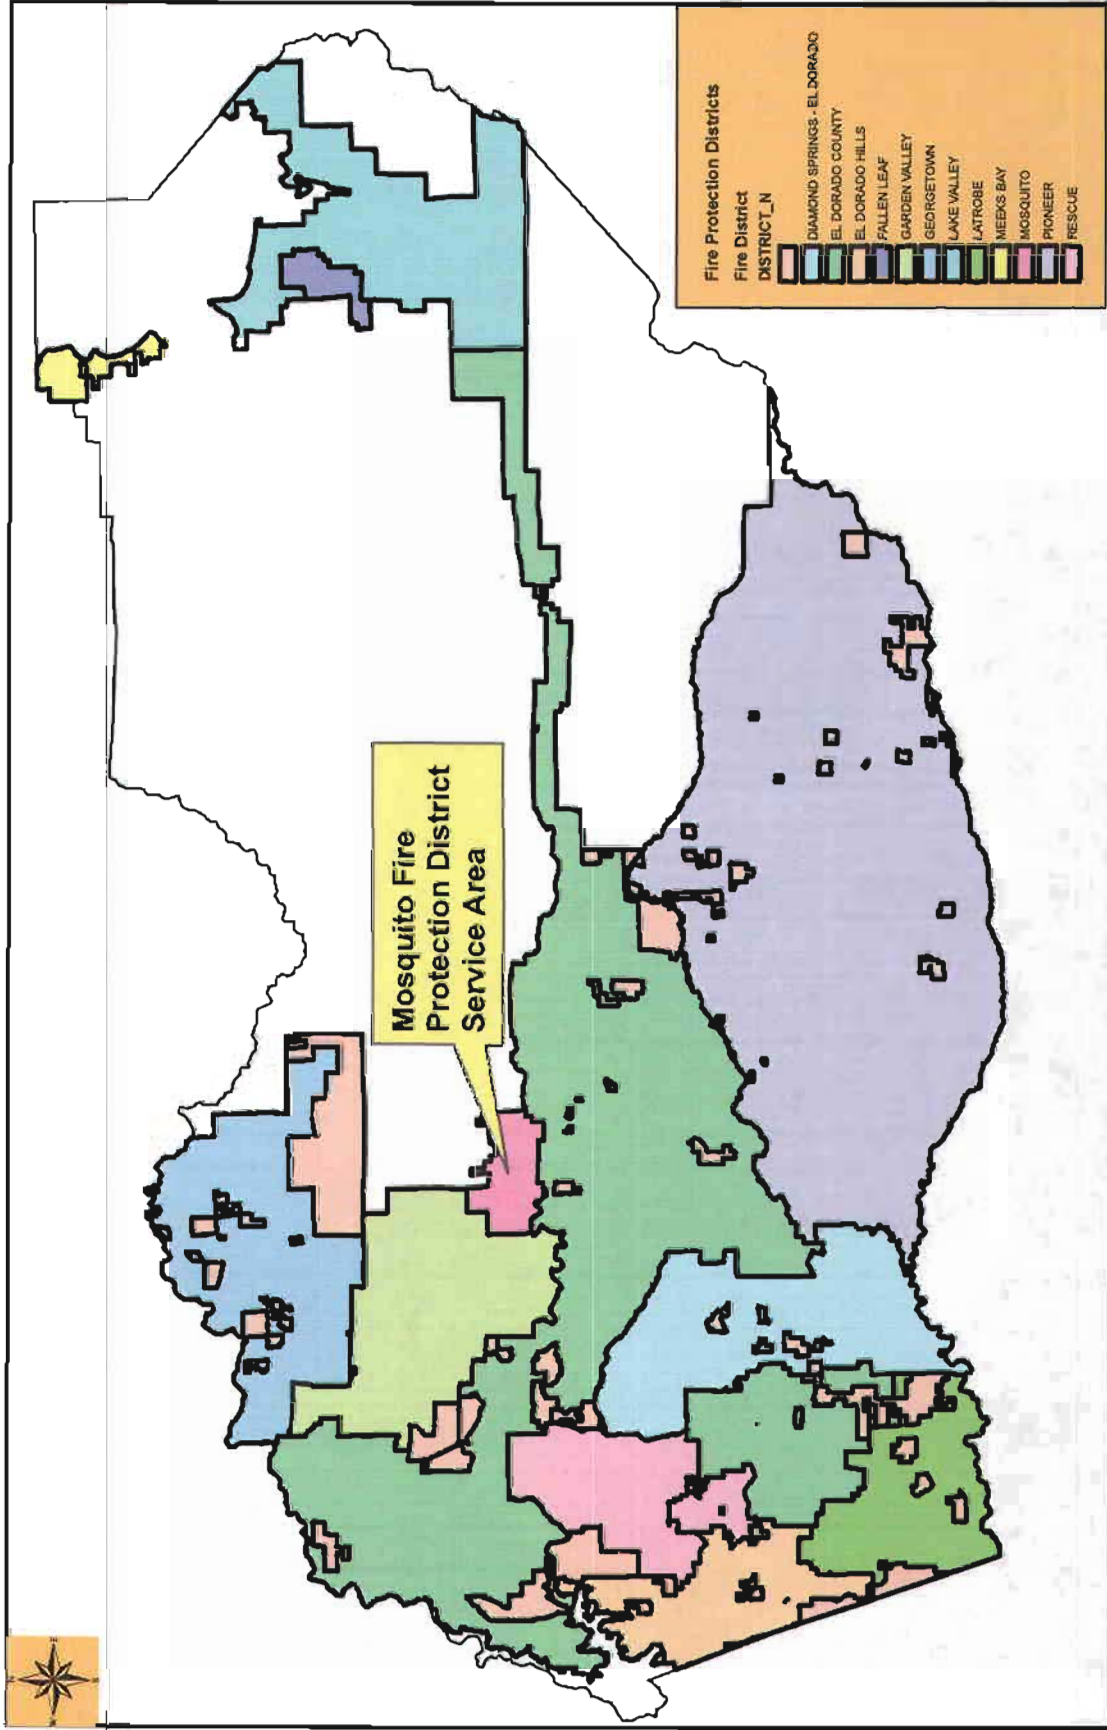 Mosquito Fire
Protection District
Service Area
Fire Protection Districts
Fire District
DISTRICT_N
DIAMOND SPRINGS - EL DORADO
EL DORADO COUNTY
EL DORADO HILLS
FALLEN LEAF
GARDEN VALLEY
GEORGETOWN
LAKE VALLEY
LATROBE
MEEKS BAY
MOSQUITO
PIONEER
RESCUE